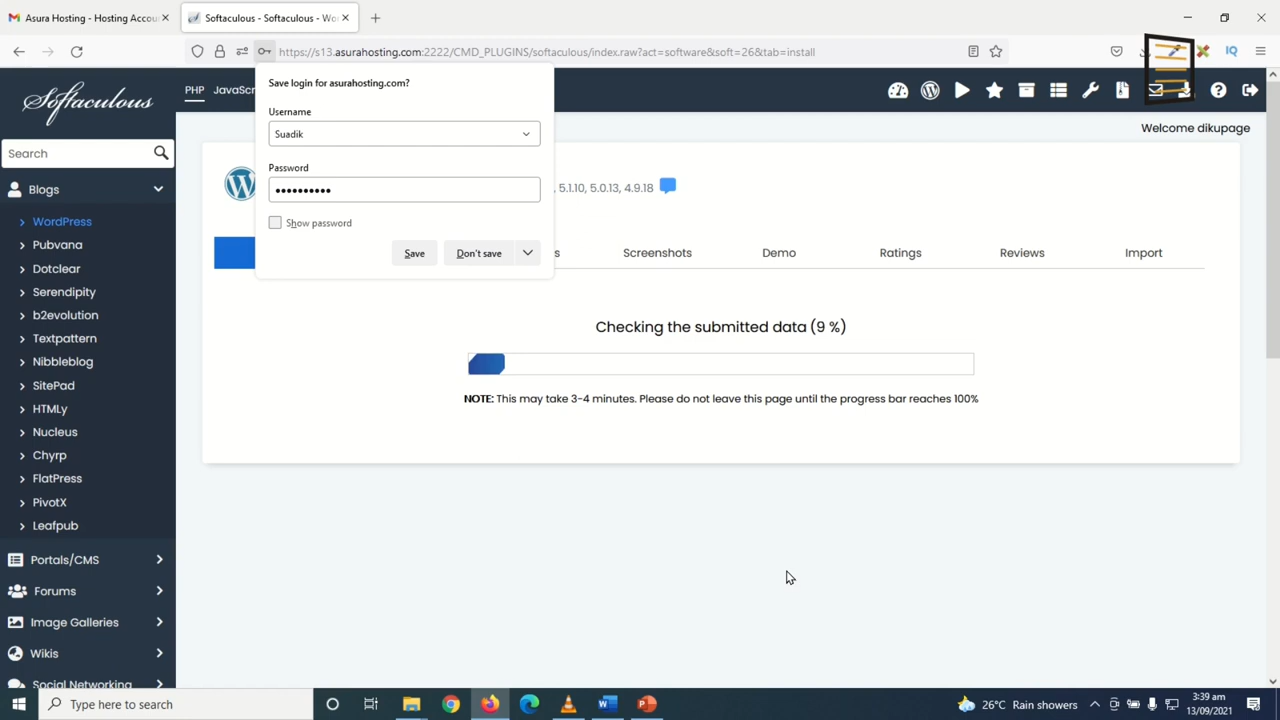 Asura Hosting - Hosting Accou
Softaculous - Softaculous - Wo
https://s13.asurahosting.com:2222/CMD_PLUGINS/softaculous/index.raw?act=software&soft=26&tab=install
IQ
Softaculous
PHP
JavaScr
Save login for asurahosting.com?
Username
Suadik
Password
••••••••••
Show password
Save
Don't save
Welcome dikupage
, 5.1.10, 5.0.13, 4.9.18
Search
Blogs
WordPress
Pubvana
Dotclear
Serendipity
b2evolution
Textpattern
Nibbleblog
SitePad
HTMLy
Nucleus
Chyrp
FlatPress
PivotX
Leafpub
Portals/CMS
Forums
Image Galleries
Wikis
Social Networking
s
Screenshots
Demo
Ratings
Reviews
Import
Checking the submitted data (9 %)
NOTE: This may take 3-4 minutes. Please do not leave this page until the progress bar reaches 100%
Type here to search
26°C Rain showers
3:39 am
13/09/2021